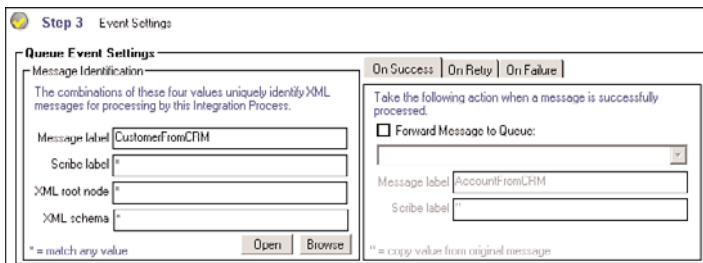 Step 3 Event Settings
Queue Event Settings
Message Identification
The combinations of these four values uniquely identify XML
messages for processing by this Integration Process.
Message label CustomerFromCRM
Scribe label *
XML root node *
XML schema *
* = match any value
Open Browse
On Success On Retry On Failure
Take the following action when a message is successfully
processed.
Forward Message to Queue:
Message label AccountFromCRM
Scribe label "
" = copy value from original message